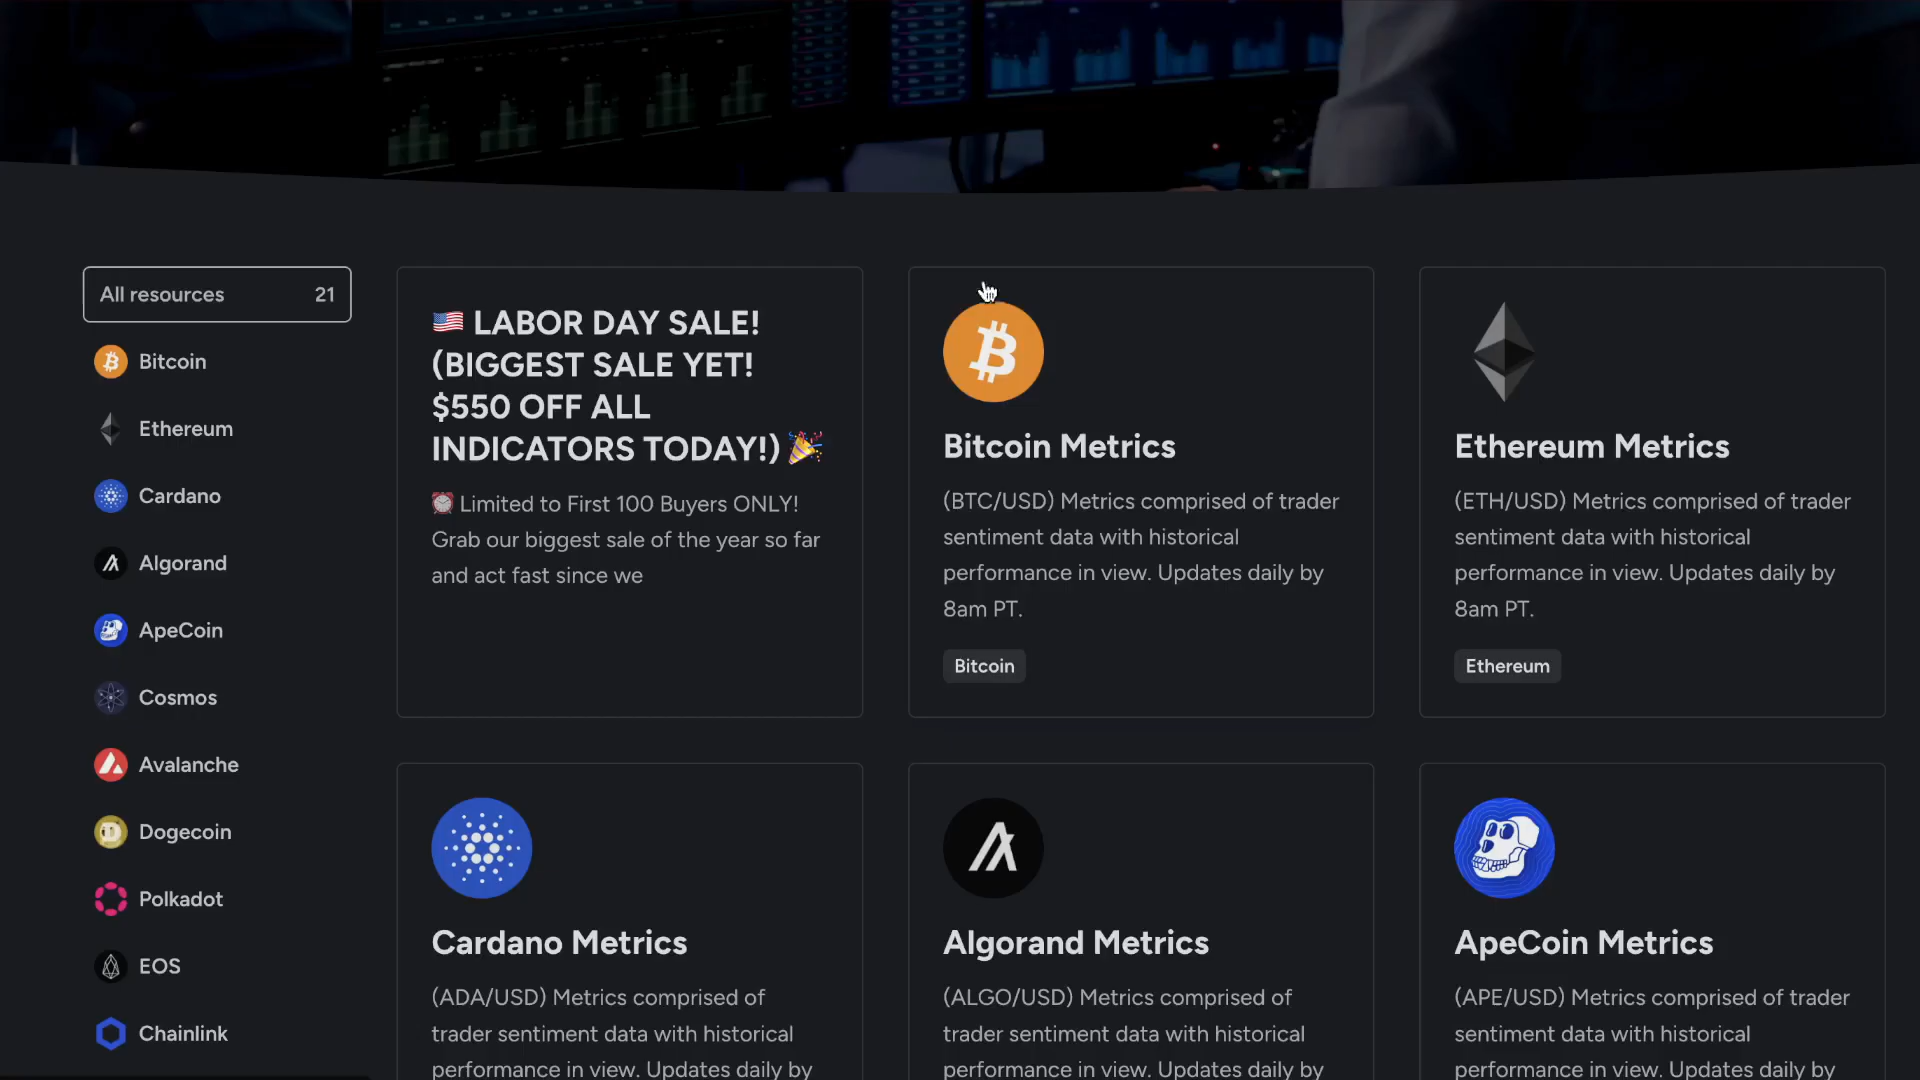 All resources 21
Bitcoin
Ethereum
Cardano
Algorand
ApeCoin
Cosmos
Avalanche
Dogecoin
Polkadot
EOS
Chainlink
🇺🇸 LABOR DAY SALE!
(BIGGEST SALE YET!
$550 OFF ALL
INDICATORS TODAY!) 🎉
⏰ Limited to First 100 Buyers ONLY!
Grab our biggest sale of the year so far
and act fast since we
Bitcoin Metrics
(BTC/USD) Metrics comprised of trader
sentiment data with historical
performance in view. Updates daily by
8am PT.
Bitcoin
Ethereum Metrics
(ETH/USD) Metrics comprised of trader
sentiment data with historical
performance in view. Updates daily by
8am PT.
Ethereum
Cardano Metrics
(ADA/USD) Metrics comprised of
trader sentiment data with historical
performance in view. Updates daily by
Algorand Metrics
(ALGO/USD) Metrics comprised of
trader sentiment data with historical
performance in view. Updates daily by
ApeCoin Metrics
(APE/USD) Metrics comprised of trader
sentiment data with historical
performance in view. Updates daily by